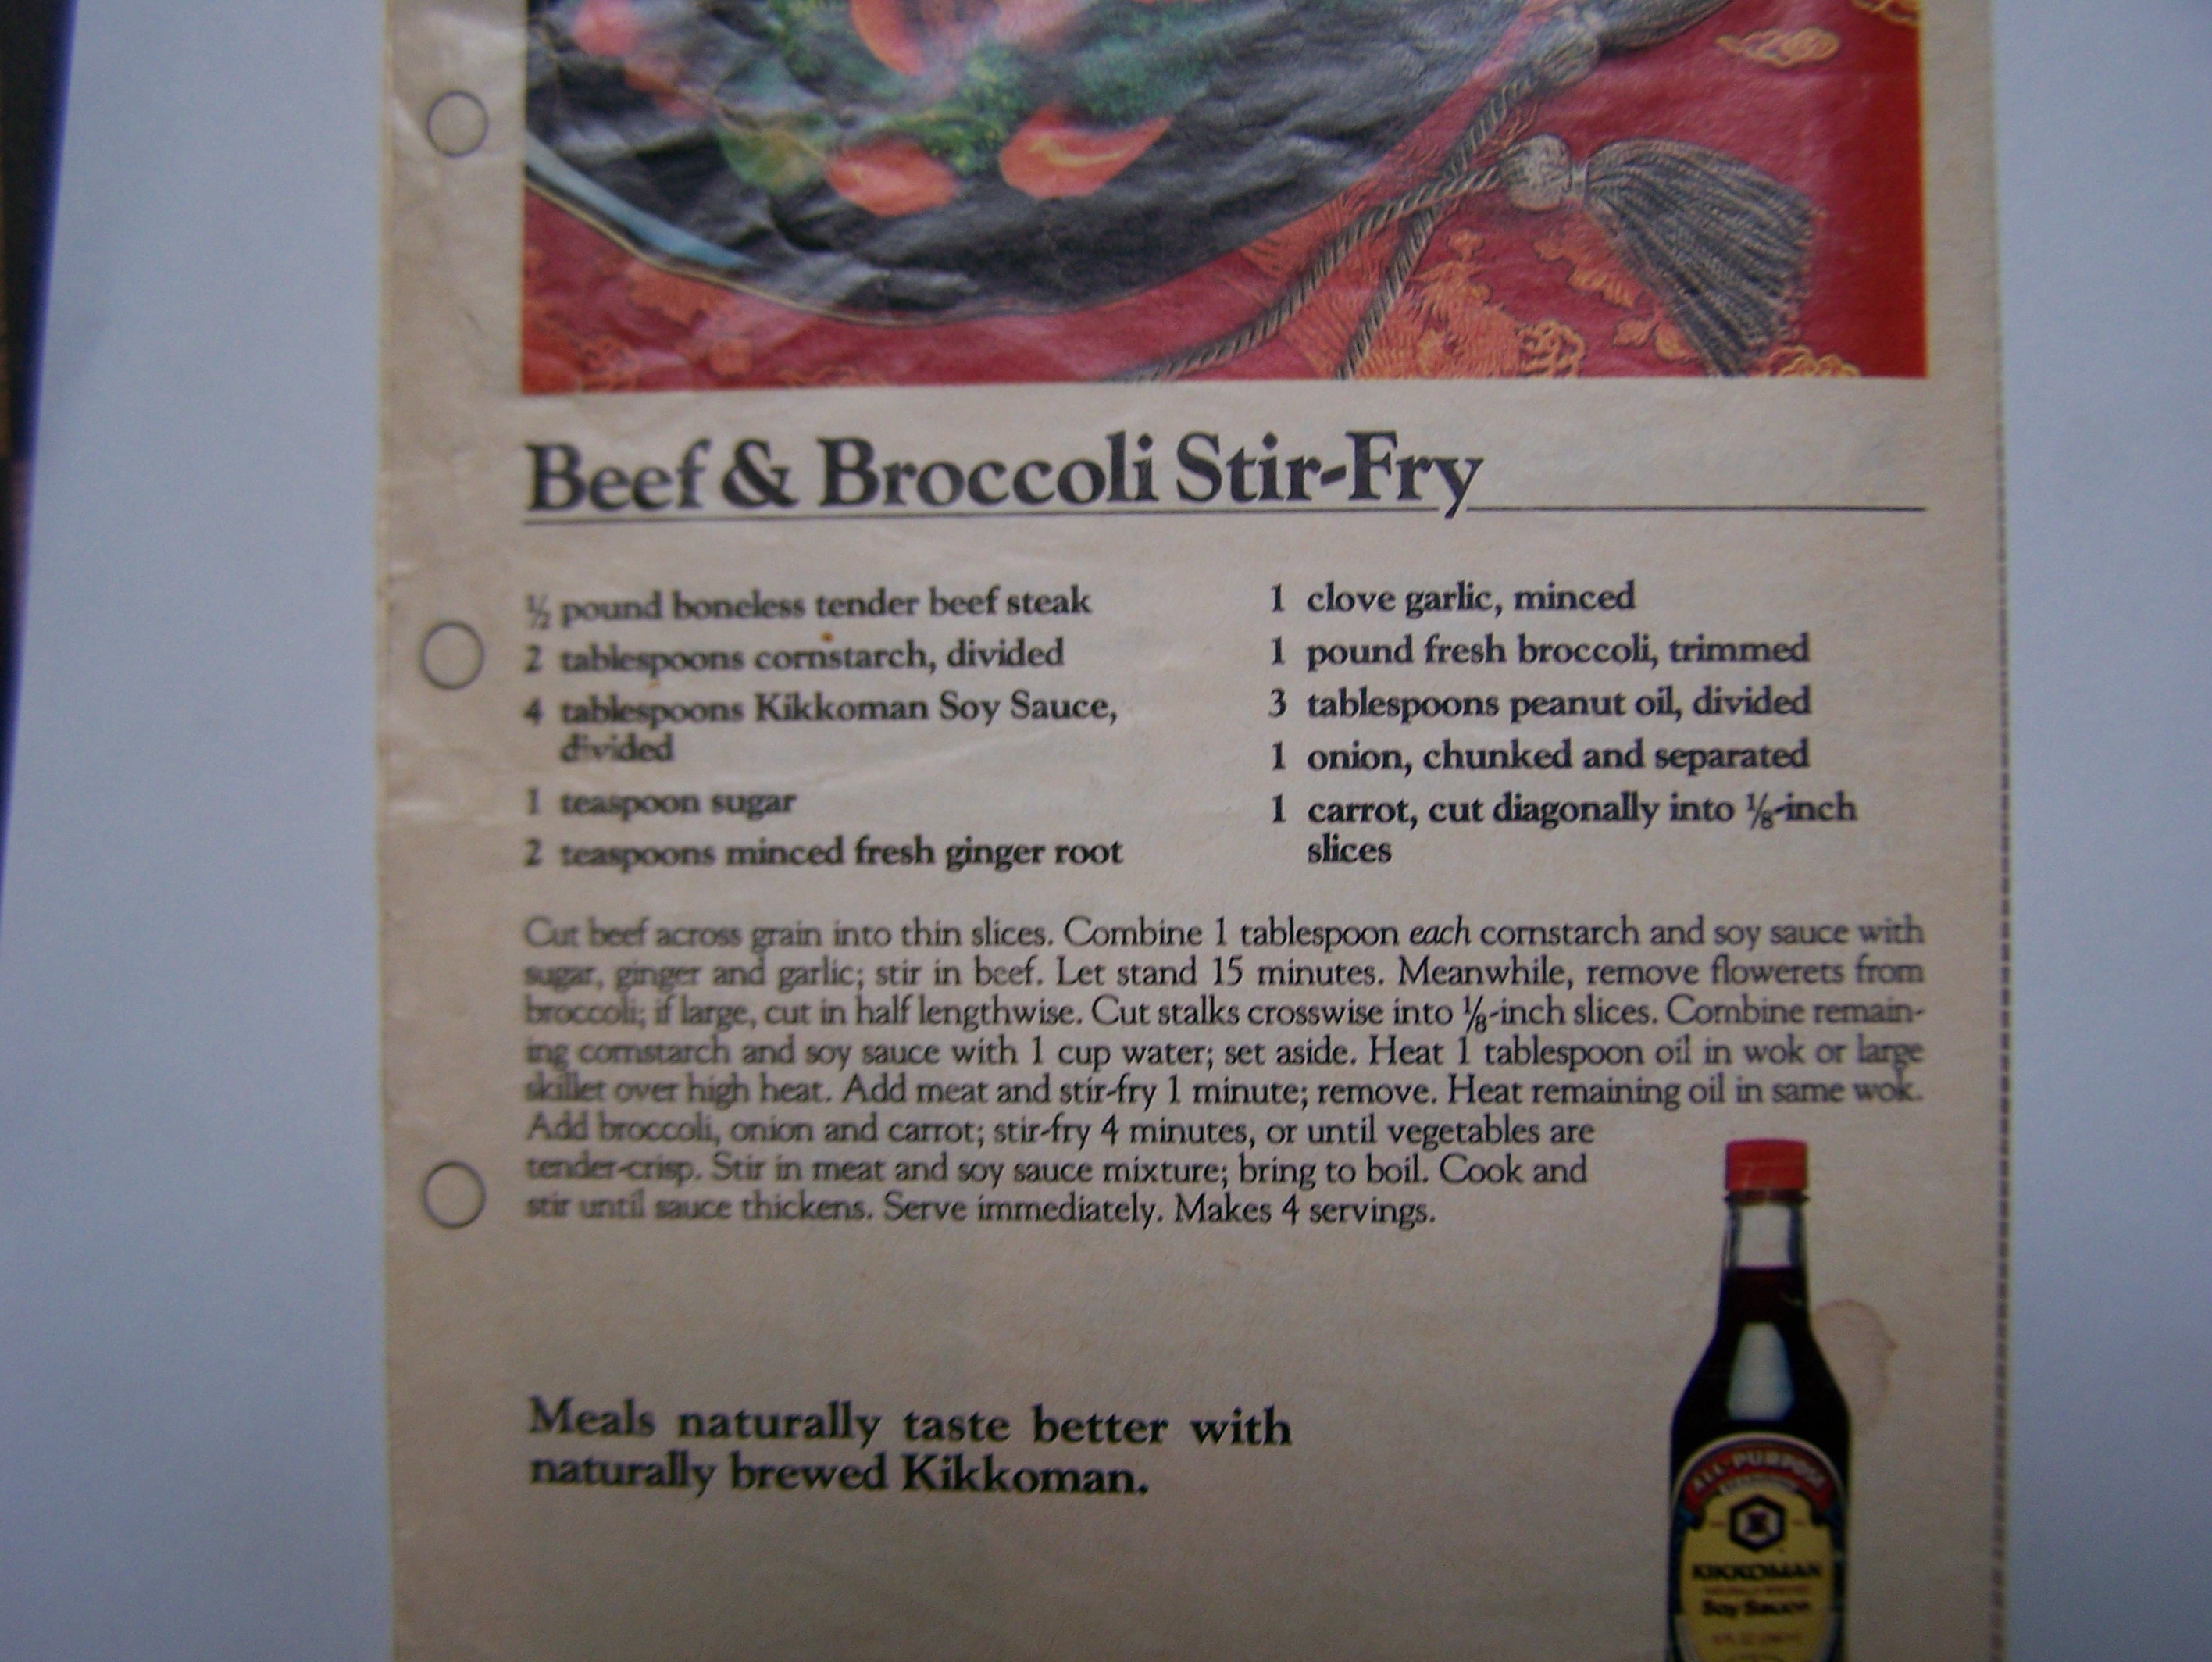 Beef & Broccoli Stir-Fry
½ pound boneless tender beef steak
2 tablespoons cornstarch, divided
4 tablespoons Kikkoman Soy Sauce,
divided
1 teaspoon sugar
2 teaspoons minced fresh ginger root
1 clove garlic, minced
1 pound fresh broccoli, trimmed
3 tablespoons peanut oil, divided
1 onion, chunked and separated
1 carrot, cut diagonally into ⅛-inch
slices
Cut beef across grain into thin slices. Combine 1 tablespoon each cornstarch and soy sauce with
sugar, ginger and garlic; stir in beef. Let stand 15 minutes. Meanwhile, remove flowerets from
broccoli; if large, cut in half lengthwise. Cut stalks crosswise into ⅛-inch slices. Combine remain-
ing cornstarch and soy sauce with 1 cup water; set aside. Heat 1 tablespoon oil in wok or large
skillet over high heat. Add meat and stir-fry 1 minute; remove. Heat remaining oil in same wok.
Add broccoli, onion and carrot; stir-fry 4 minutes, or until vegetables are
tender-crisp. Stir in meat and soy sauce mixture; bring to boil. Cook and
stir until sauce thickens. Serve immediately. Makes 4 servings.
Meals naturally taste better with
naturally brewed Kikkoman.
ALL-PURPOSE
KIKKOMAN
Soy Sauce